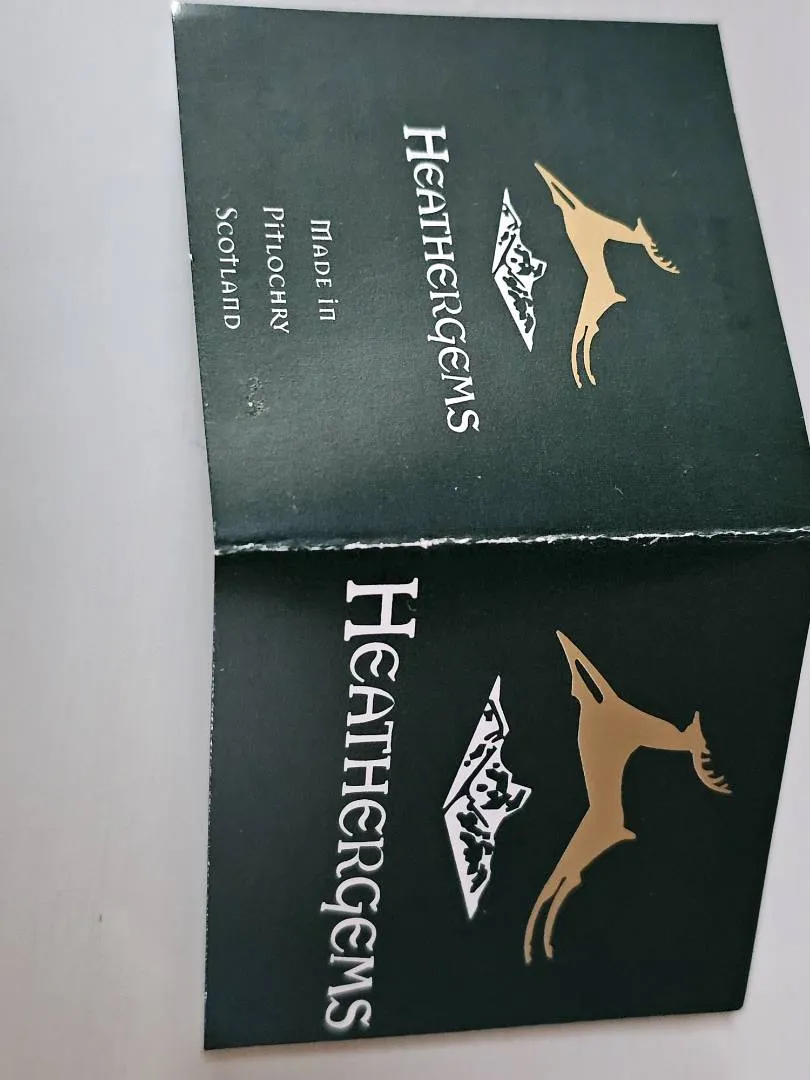 HEATHERGEMS
MADE in
PITLOCHRY
SCOTLAND
HEATHERGEMS